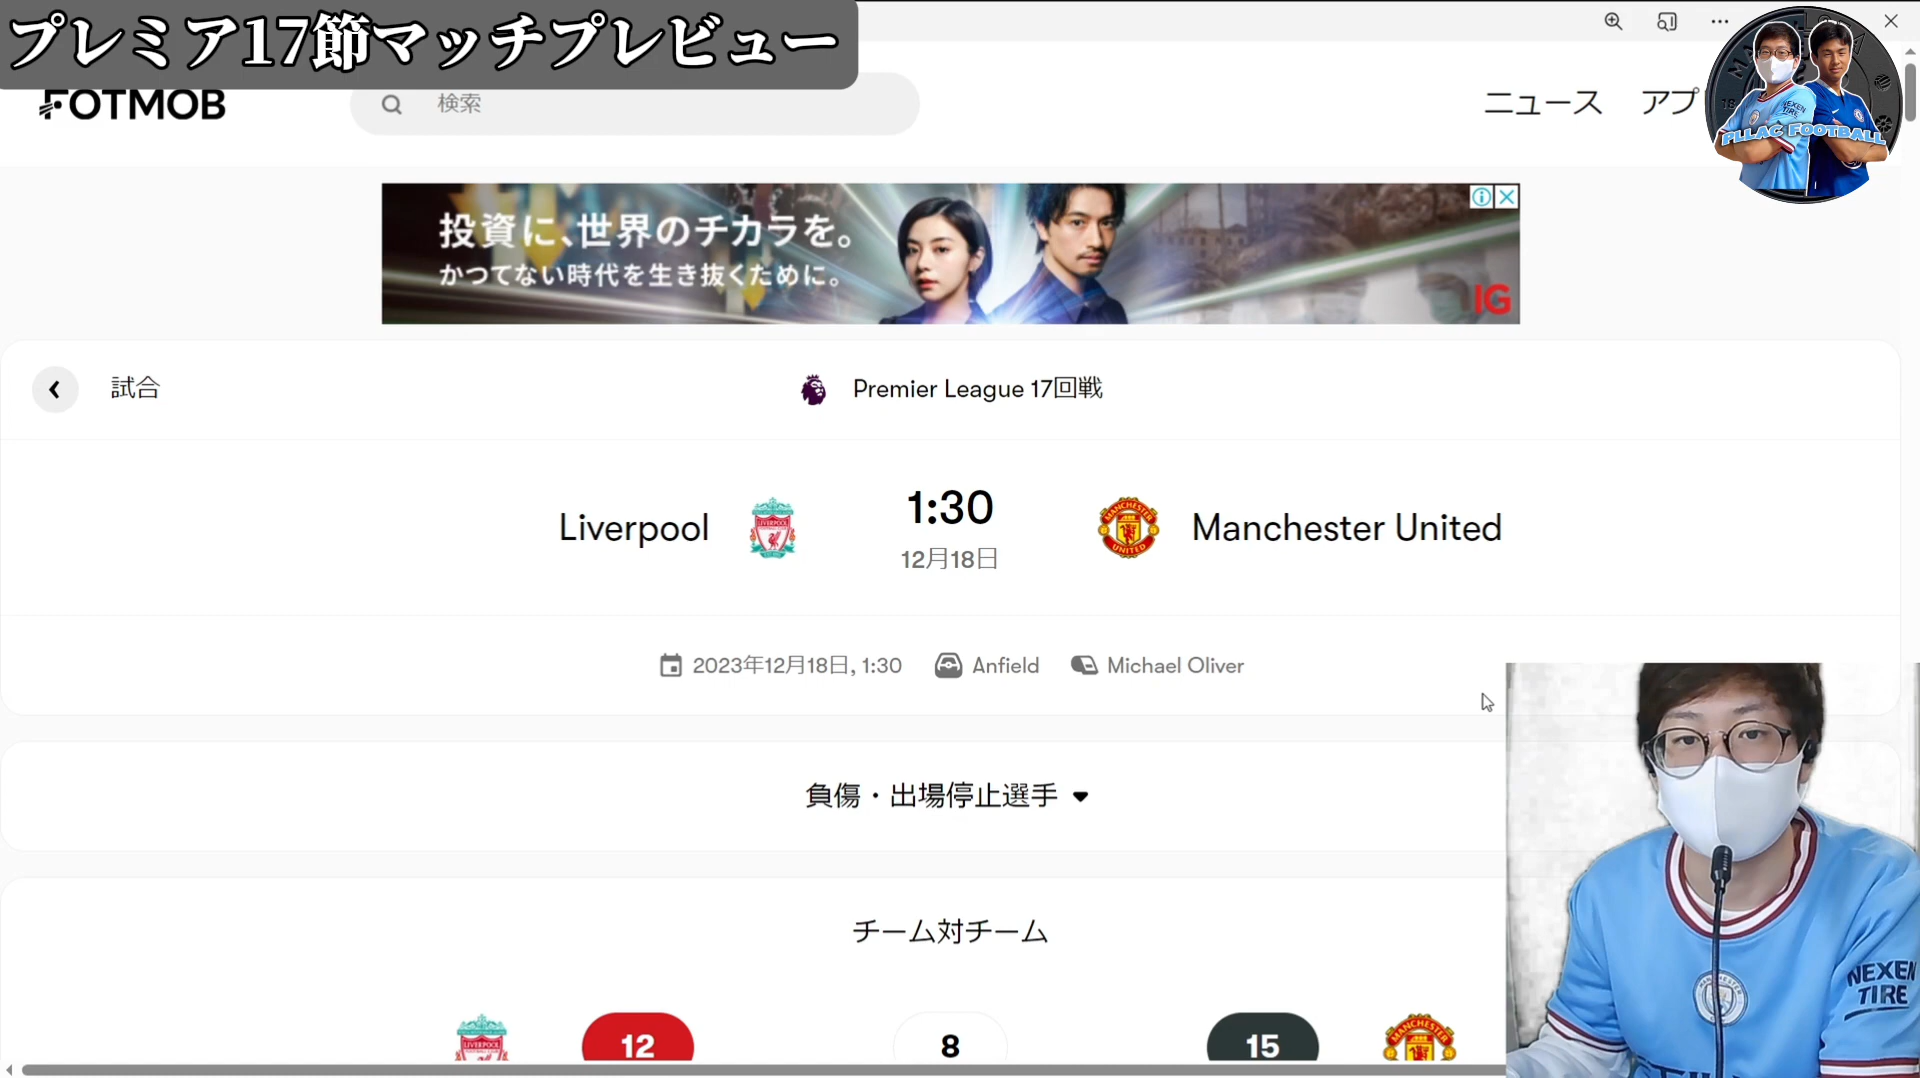 プレミア17節マッチプレビュー
FOTMOB
検索
ニュース
アプ
PLLAC FOOTBALL
投資に、世界のチカラを。
かつてない時代を生き抜くために。
IG
試合
Premier League 17回戦
Liverpool
1:30
12月18日
MANCHESTER
UNITED
Manchester United
2023年12月18日, 1:30
Anfield
Michael Oliver
負傷・出場停止選手
チーム対チーム
12
8
15
NEXEN
TIRE